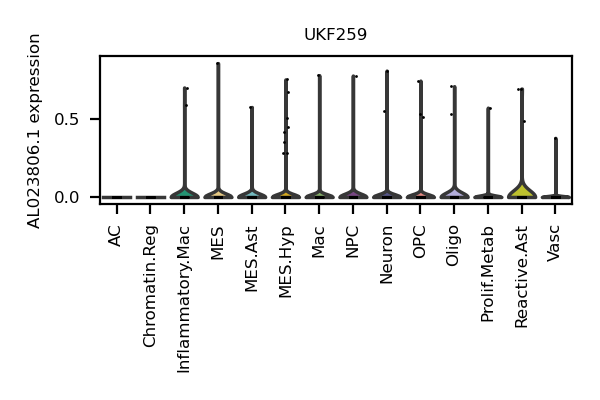 UKF259
AL023806.1 expression
0.5
0.0
AC
Chromatin.Reg
Inflammatory.Mac
MES
MES.Ast
MES.Hyp
Mac
NPC
Neuron
OPC
Oligo
Prolif.Metab
Reactive.Ast
Vasc